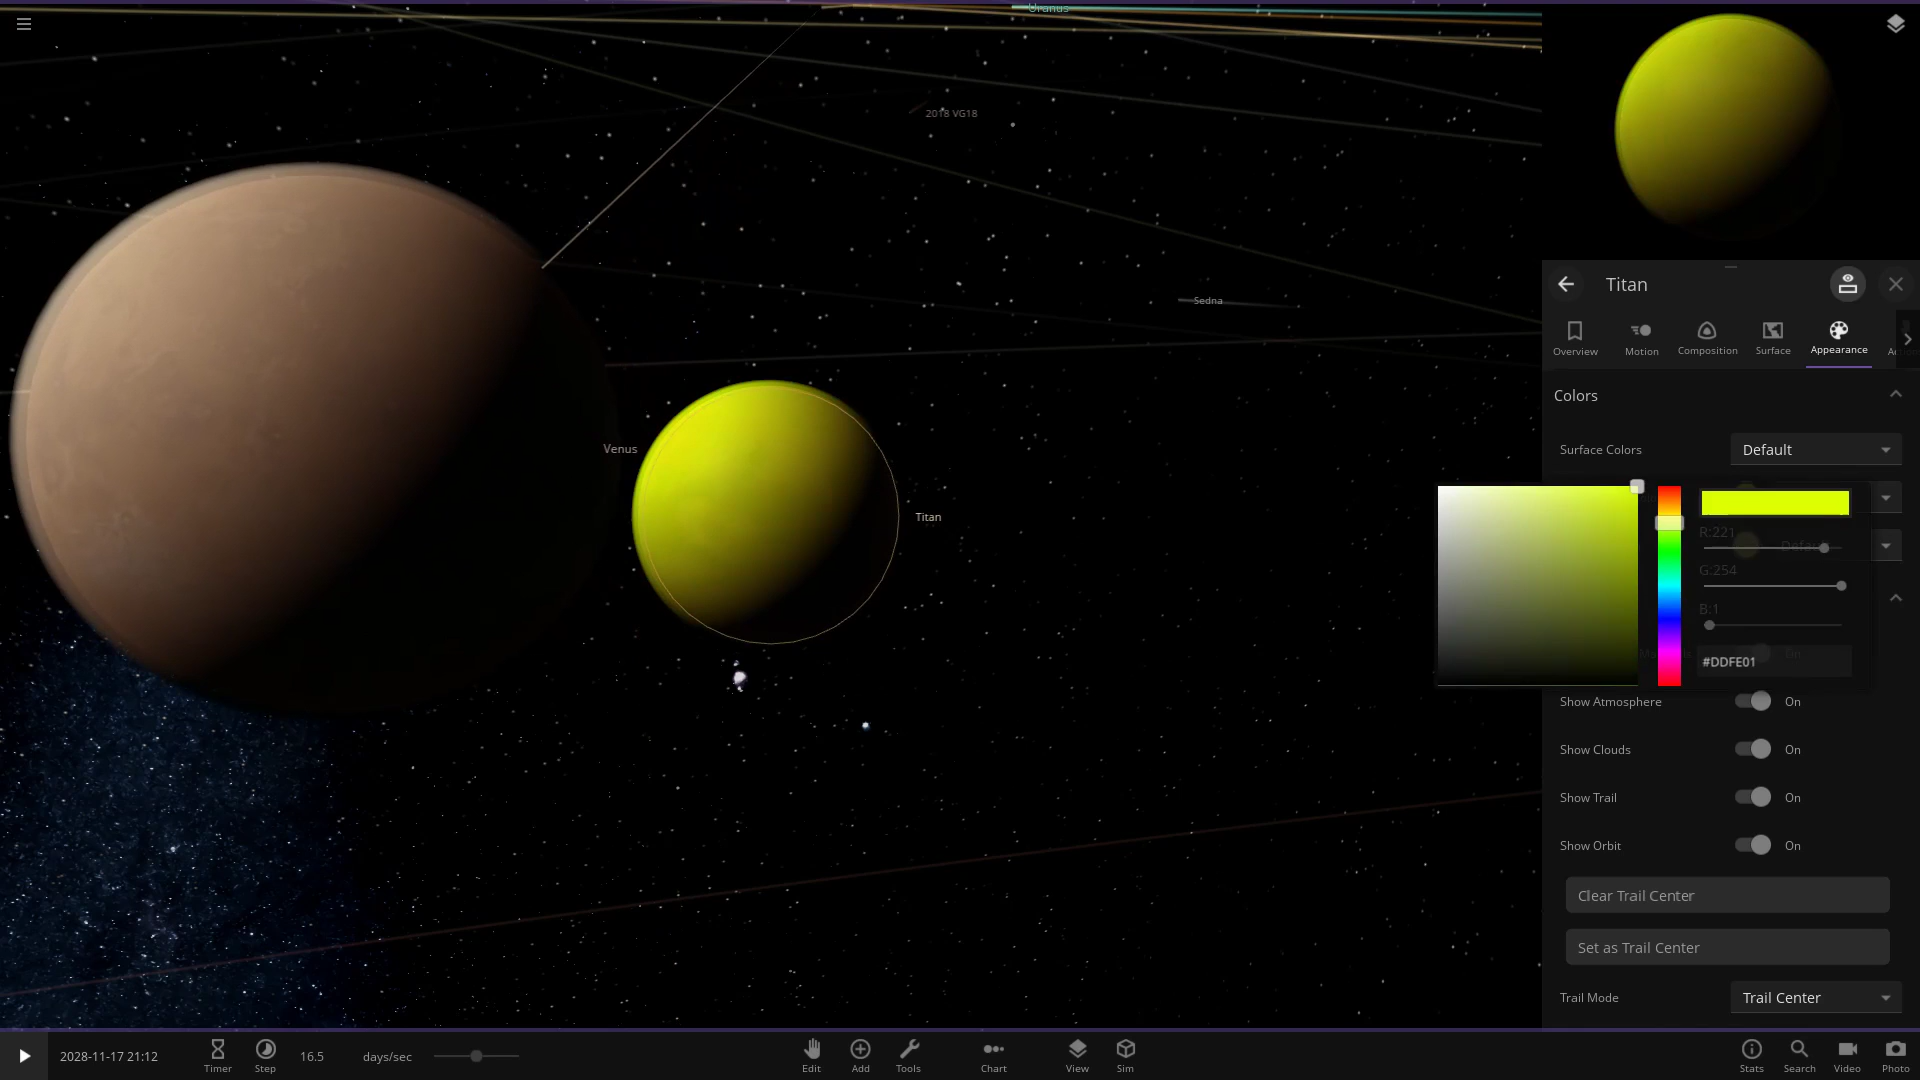 Uranus
2018 VG18
Sedna
Venus
Titan
Titan
Overview
Motion
Composition
Surface
Appearance
Colors
Surface Colors
Default
R:221
Default
G:254
B:1
#DDFE01
On
Show Atmosphere
On
Show Clouds
On
Show Trail
On
Show Orbit
On
Clear Trail Center
Set as Trail Center
Trail Mode
Trail Center
2028-11-17 21:12
Timer
Step
16.5
days/sec
Edit
Add
Tools
Chart
View
Sim
Stats
Search
Video
Photo